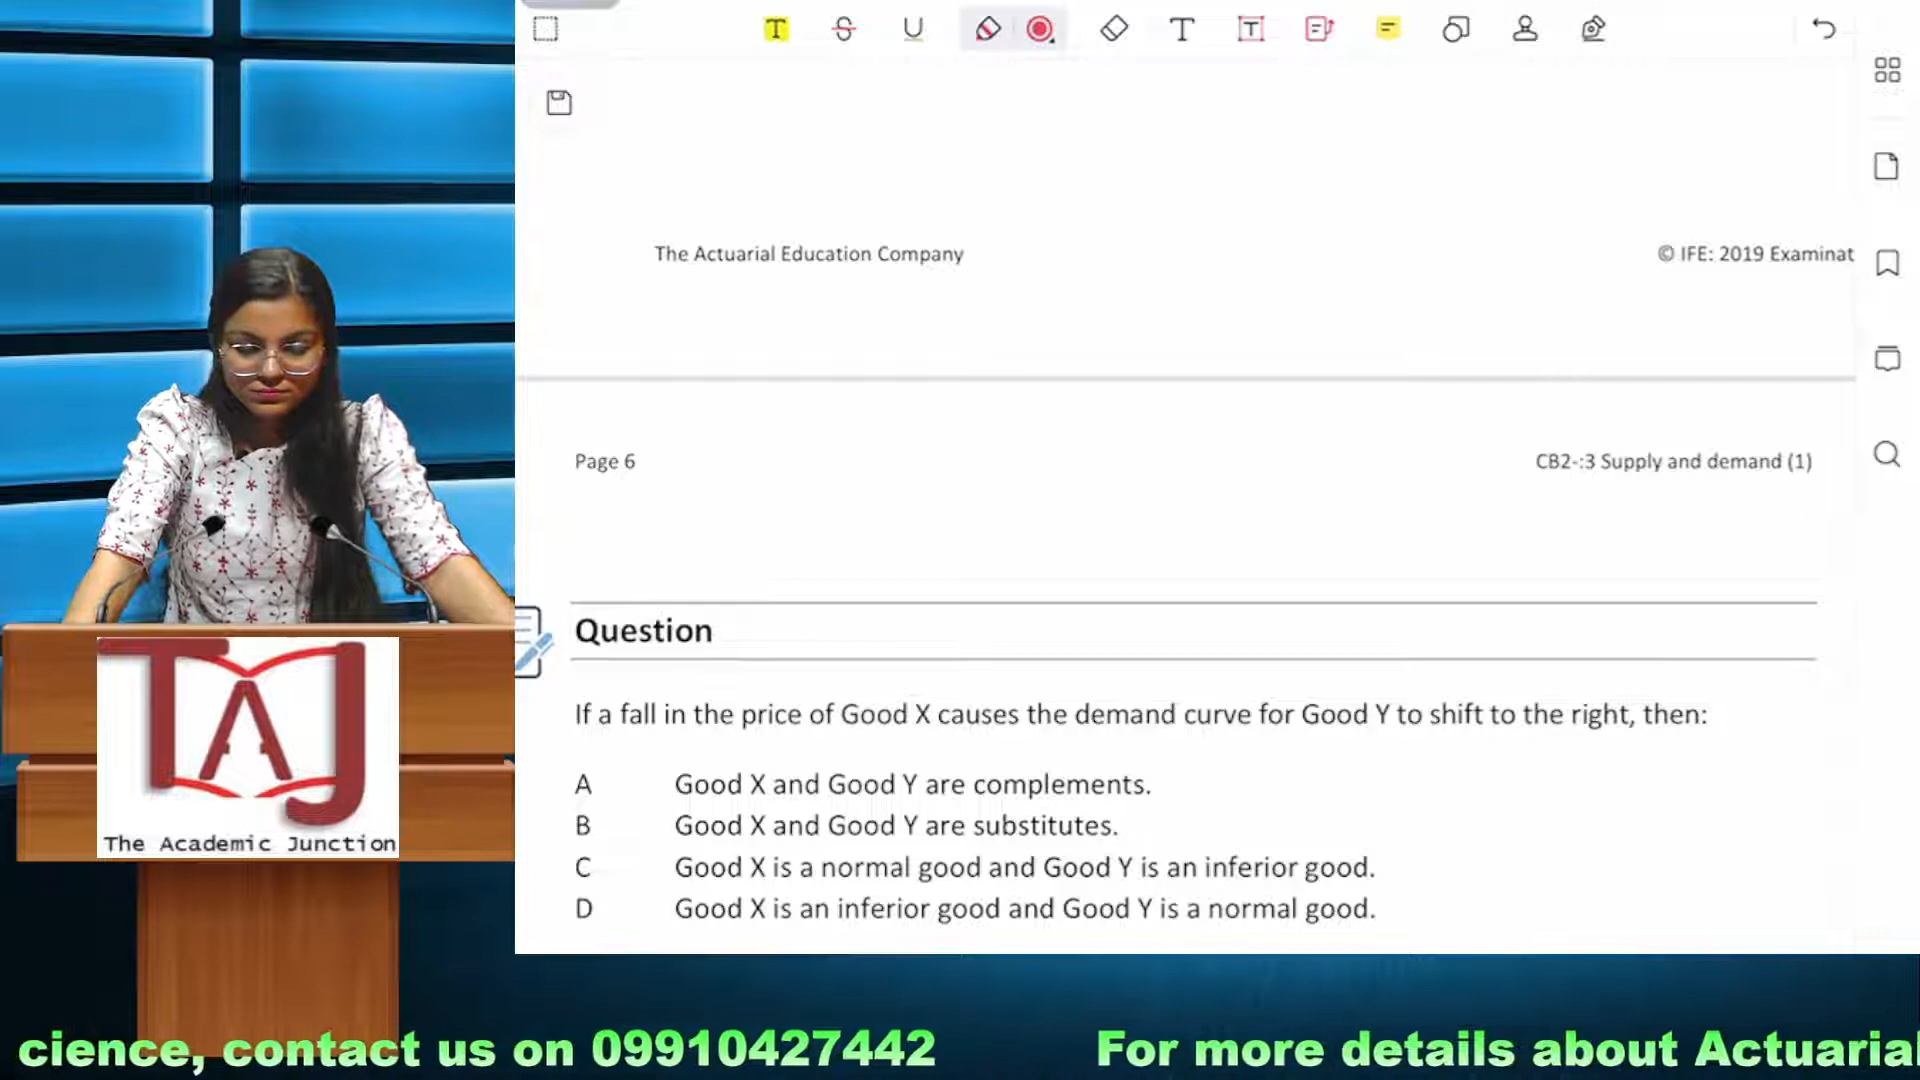 The Actuarial Education Company
© IFE: 2019 Examinat
Page 6
CB2-:3 Supply and demand (1)
Question
If a fall in the price of Good X causes the demand curve for Good Y to shift to the right, then:
A Good X and Good Y are complements.
B Good X and Good Y are substitutes.
C Good X is a normal good and Good Y is an inferior good.
D Good X is an inferior good and Good Y is a normal good.
TAJ
The Academic Junction
cience, contact us on 09910427442 For more details about Actuarial